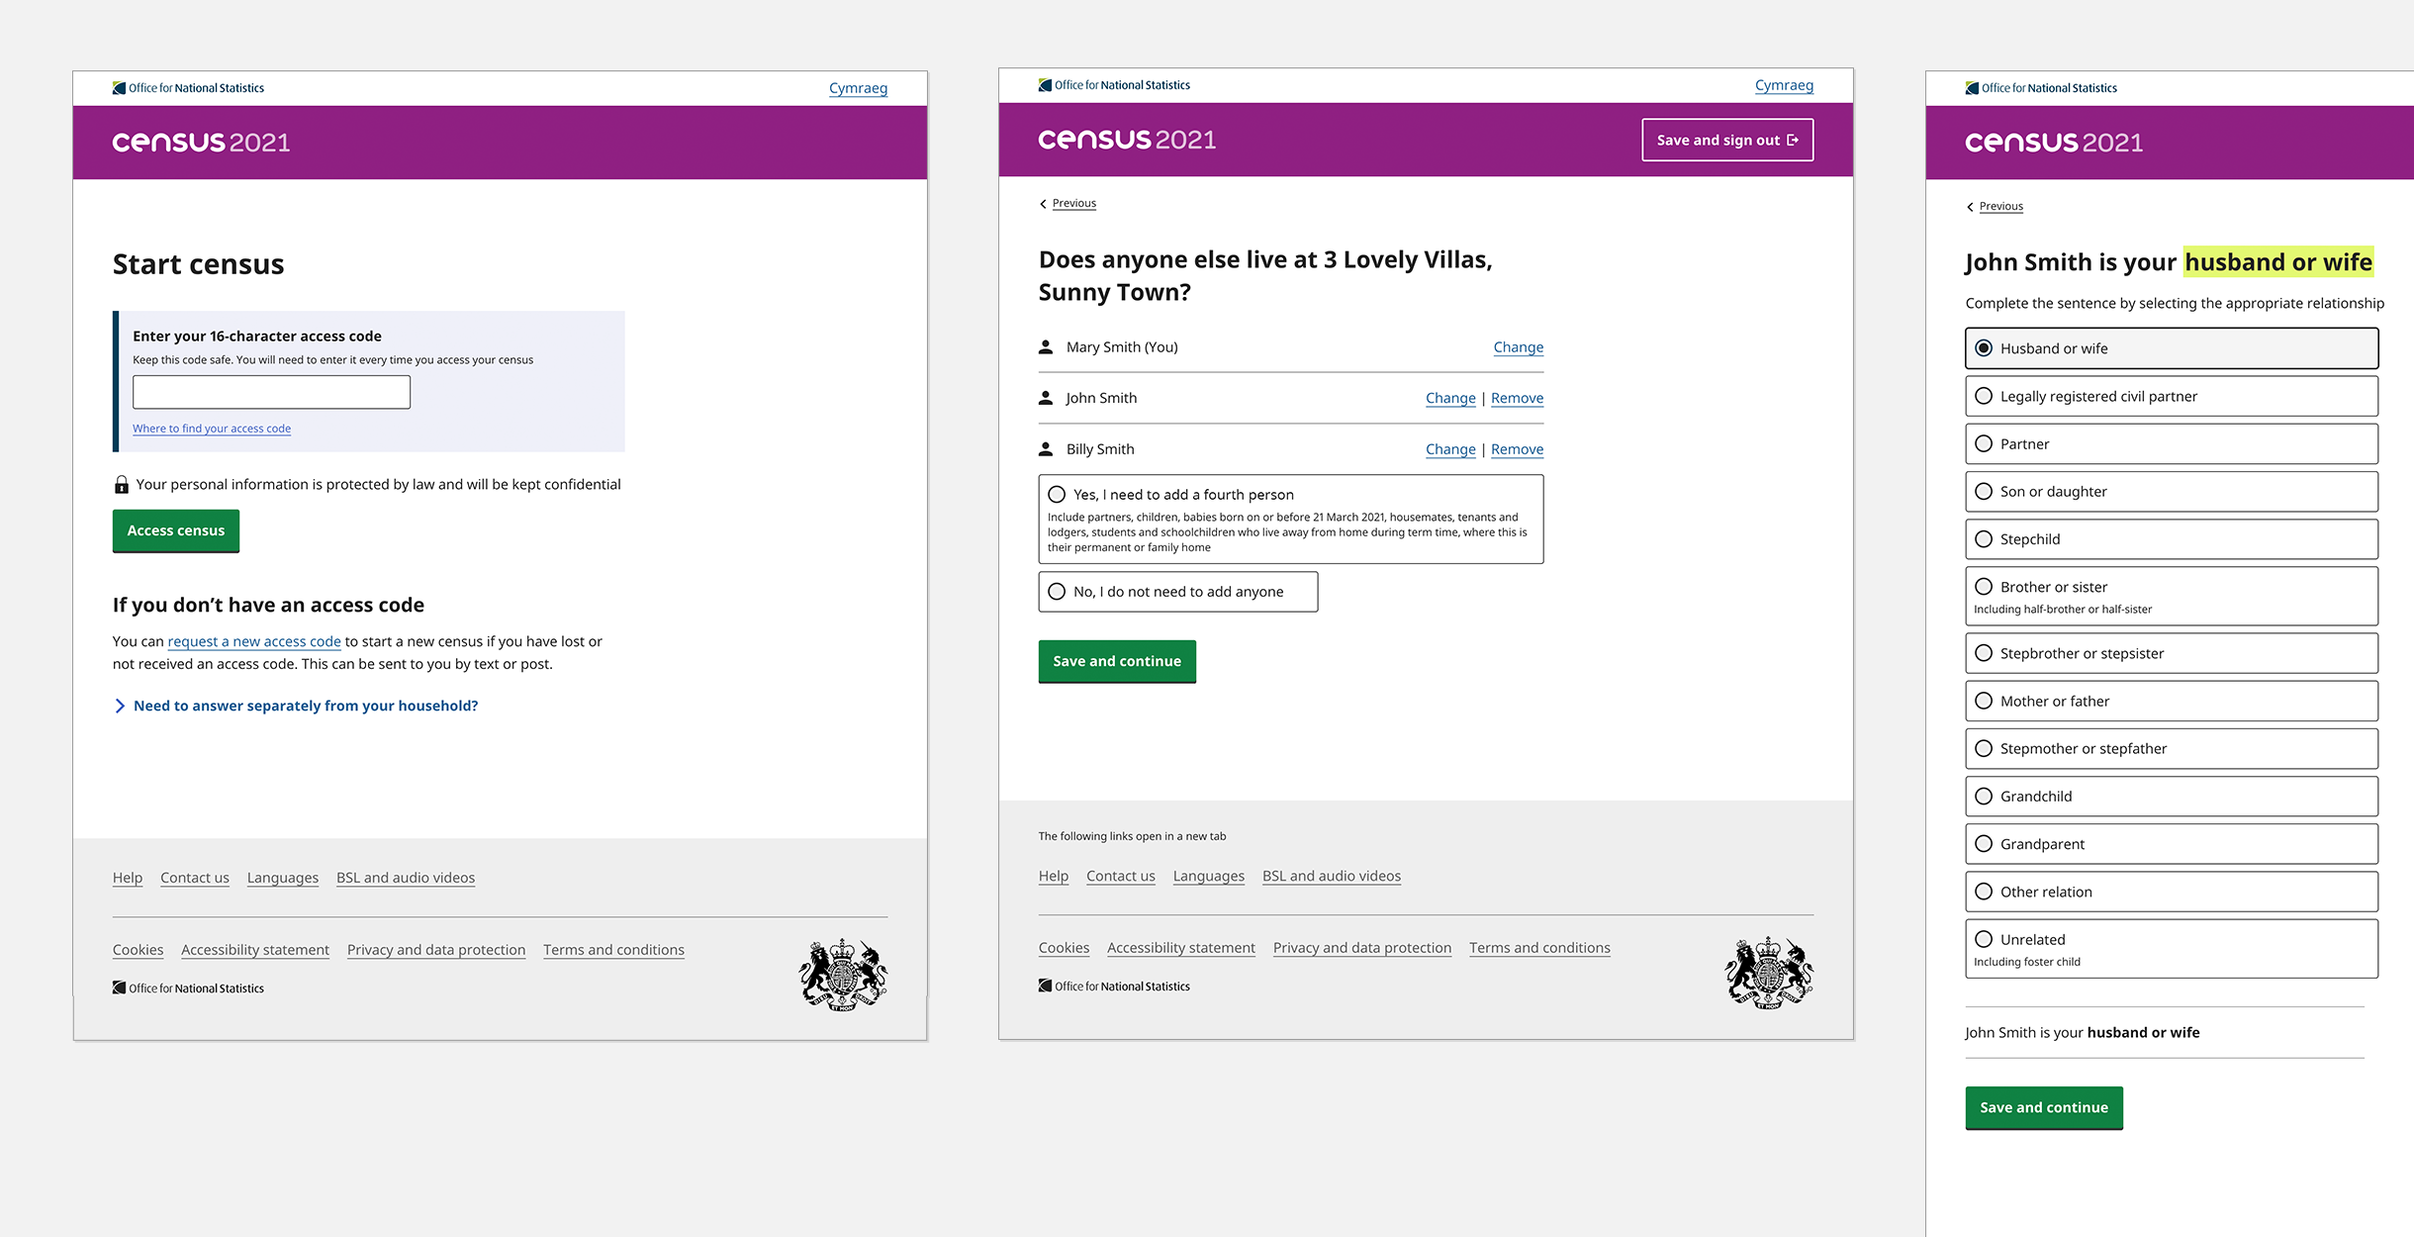 Office for National Statistics
Cymraeg
census 2021
Start census
Enter your 16-character access code
Keep this code safe. You will need to enter it every time you access your census
Where to find your access code
Your personal information is protected by law and will be kept confidential
Access census
If you don’t have an access code
You can request a new access code to start a new census if you have lost or
not received an access code. This can be sent to you by text or post.
Need to answer separately from your household?
Help Contact us Languages BSL and audio videos
Cookies Accessibility statement Privacy and data protection Terms and conditions
Office for National Statistics
Office for National Statistics
Cymraeg
census 2021
Save and sign out
Previous
Does anyone else live at 3 Lovely Villas,
Sunny Town?
Mary Smith (You) Change
John Smith Change | Remove
Billy Smith Change | Remove
Yes, I need to add a fourth person
Include partners, children, babies born on or before 21 March 2021, housemates, tenants and
lodgers, students and schoolchildren who live away from home during term time, where this is
their permanent or family home
No, I do not need to add anyone
Save and continue
The following links open in a new tab
Help Contact us Languages BSL and audio videos
Cookies Accessibility statement Privacy and data protection Terms and conditions
Office for National Statistics
Office for National Statistics
census 2021
Previous
John Smith is your husband or wife
Complete the sentence by selecting the appropriate relationship
Husband or wife
Legally registered civil partner
Partner
Son or daughter
Stepchild
Brother or sister
Including half-brother or half-sister
Stepbrother or stepsister
Mother or father
Stepmother or stepfather
Grandchild
Grandparent
Other relation
Unrelated
Including foster child
John Smith is your husband or wife
Save and continue